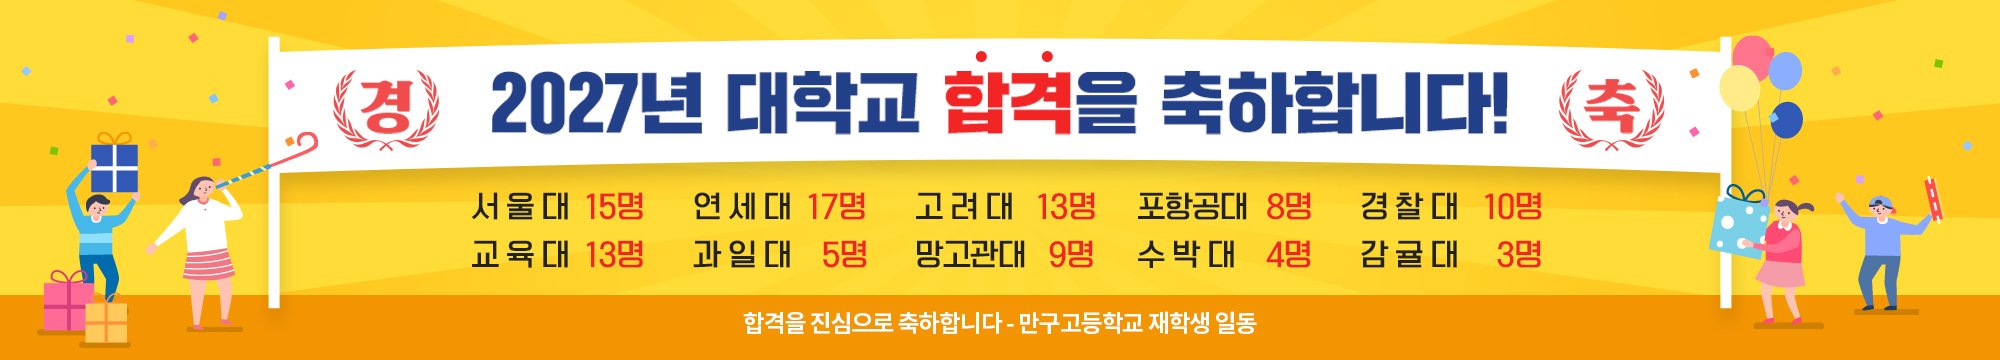 경 2027년 대학교 합격을 축하합니다! 축
서울대 15명 연세대 17명 고려대 13명 포항공대 8명 경찰대 10명
교육대 13명 과일대 5명 망고관대 9명 수박대 4명 감귤대 3명
합격을 진심으로 축하합니다 - 만구고등학교 재학생 일동